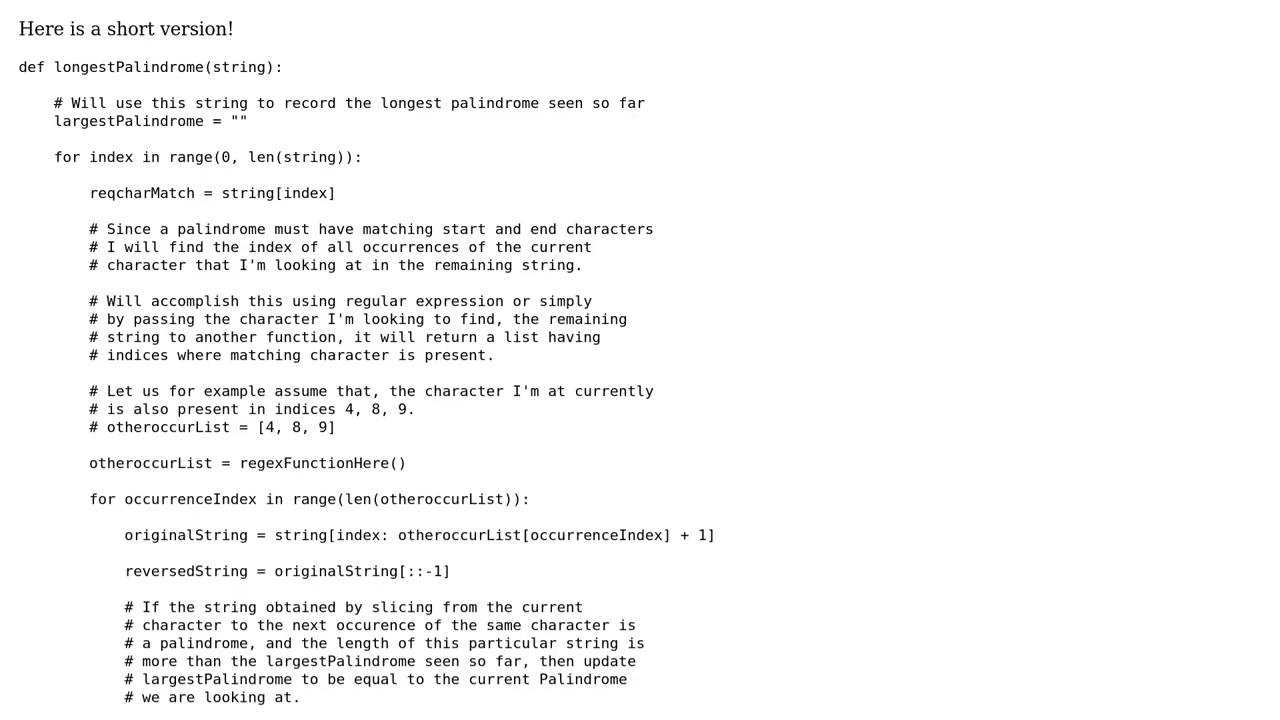 Here is a short version!
def longestPalindrome(string):
    # Will use this string to record the longest palindrome seen so far
    largestPalindrome = ""
    for index in range(0, len(string)):
        reqcharMatch = string[index]
        # Since a palindrome must have matching start and end characters
        # I will find the index of all occurrences of the current
        # character that I'm looking at in the remaining string.
        # Will accomplish this using regular expression or simply
        # by passing the character I'm looking to find, the remaining
        # string to another function, it will return a list having
        # indices where matching character is present.
        # Let us for example assume that, the character I'm at currently
        # is also present in indices 4, 8, 9.
        # otheroccurList = [4, 8, 9]
        otheroccurList = regexFunctionHere()
        for occurrenceIndex in range(len(otheroccurList)):
            originalString = string[index: otheroccurList[occurrenceIndex] + 1]
            reversedString = originalString[::-1]
            # If the string obtained by slicing from the current
            # character to the next occurence of the same character is
            # a palindrome, and the length of this particular string is
            # more than the largestPalindrome seen so far, then update
            # largestPalindrome to be equal to the current Palindrome
            # we are looking at.